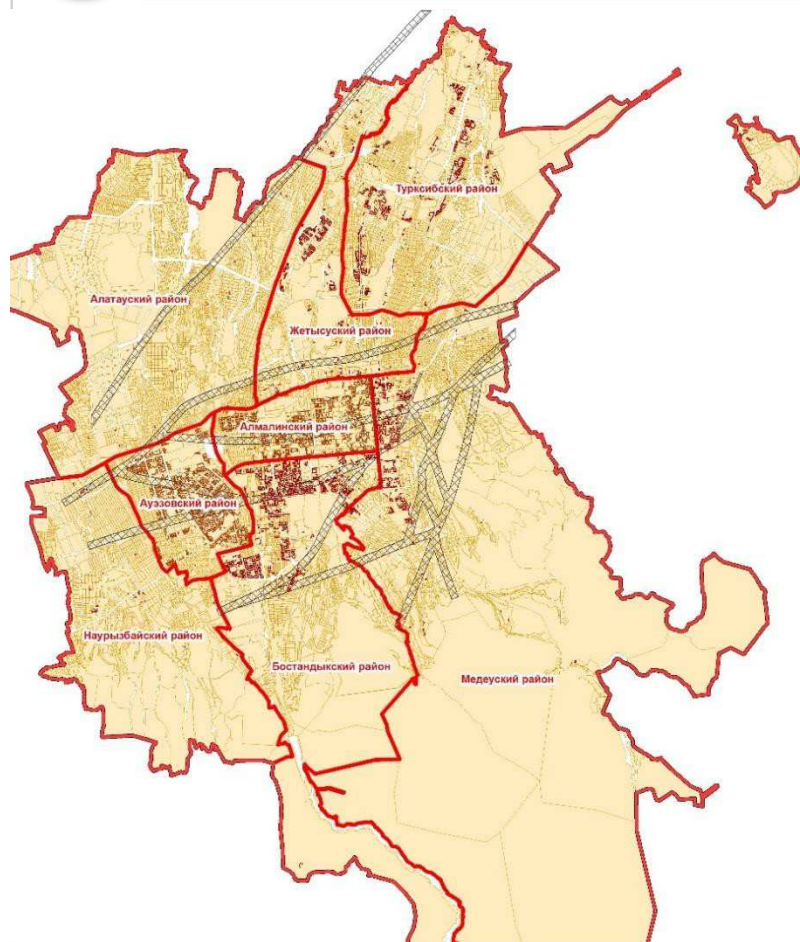 Турксибский район
Алатауский район
Жетысуский район
Алмалинский район
Ауэзовский район
Наурызбайский район
Бостандыкский район
Медеуский район